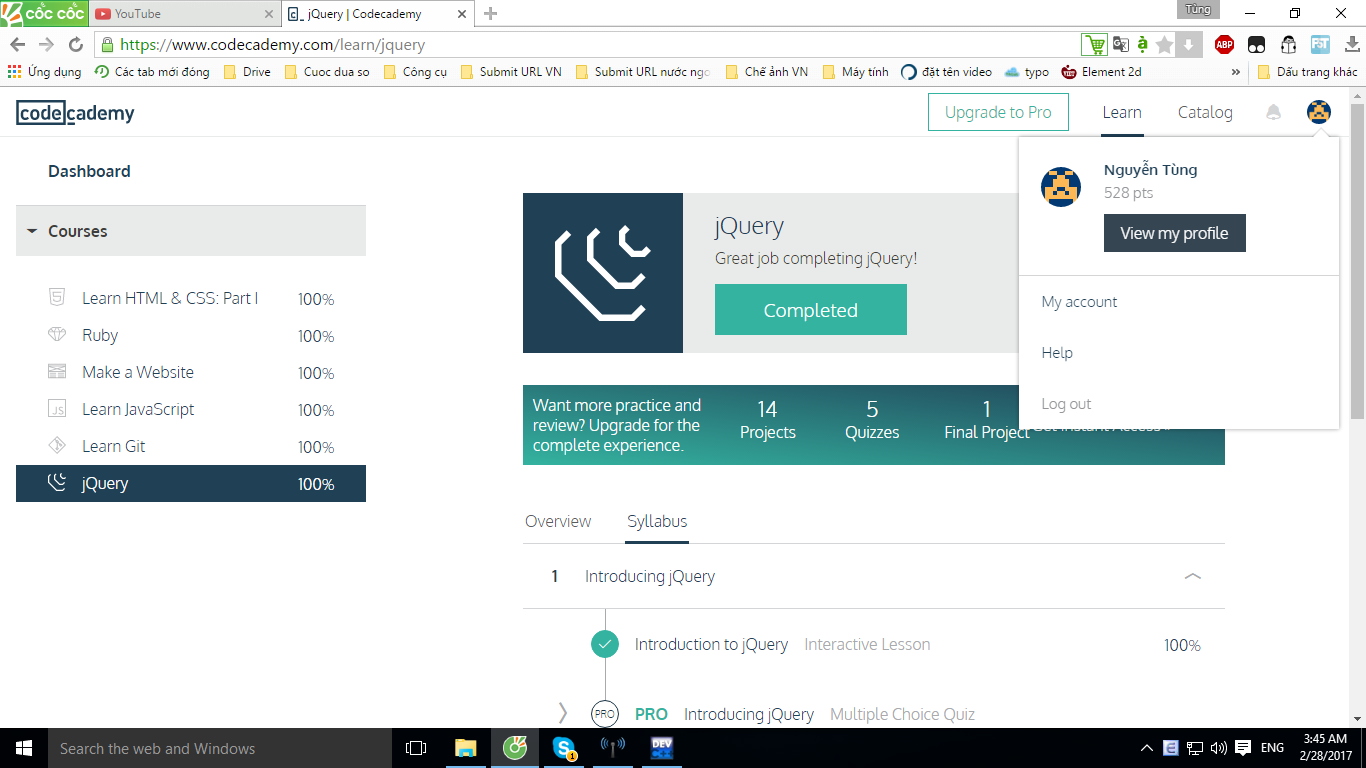 CỐC CỐC
YouTube
jQuery | Codecademy
Tùng
https://www.codecademy.com/learn/jquery
ABP
Ứng dụng
Các tab mới đóng
Drive
Cuoc dua so
Công cụ
Submit URL VN
Submit URL nước ngo
Chế ảnh VN
Máy tính
đặt tên video
typo
Element 2d
»
Dấu trang khác
codecademy
Upgrade to Pro
Learn
Catalog
Dashboard
Nguyễn Tùng
528 pts
View my profile
My account
Help
Log out
Courses
Learn HTML & CSS: Part I 100%
Ruby 100%
Make a Website 100%
Learn JavaScript 100%
Learn Git 100%
jQuery 100%
jQuery
Great job completing jQuery!
Completed
Want more practice and
review? Upgrade for the
complete experience.
14
Projects
5
Quizzes
1
Final Project
Overview
Syllabus
1 Introducing jQuery
Introduction to jQuery Interactive Lesson 100%
PRO PRO Introducing jQuery Multiple Choice Quiz
Search the web and Windows
1
DEV
ENG
3:45 AM
2/28/2017